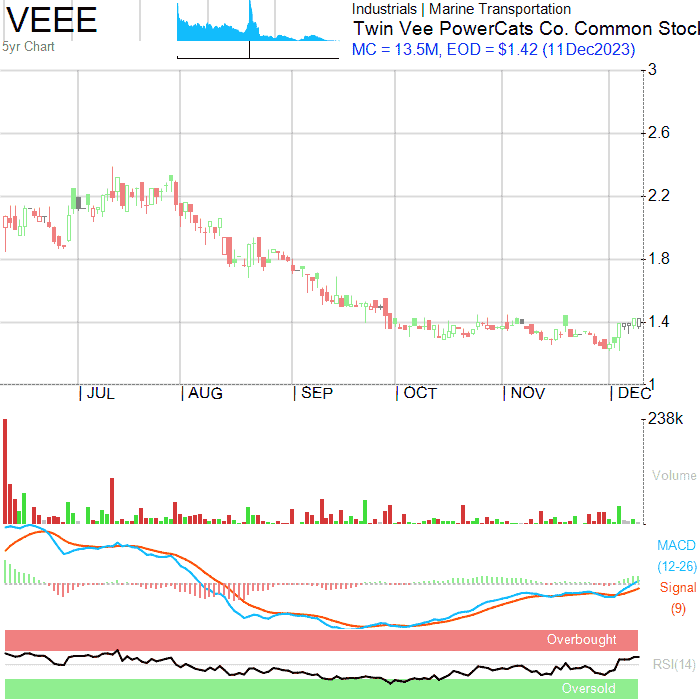 VEEE
5yr Chart
Industrials | Marine Transportation
Twin Vee PowerCats Co. Common Stoc
MC = 13.5M, EOD = $1.42 (11Dec2023)
3
2.6
2.2
1.8
1.4
1
JUL AUG SEP OCT NOV DEC
238k
Volume
MACD
(12-26)
Signal
(9)
Overbought
RSI(14)
Oversold